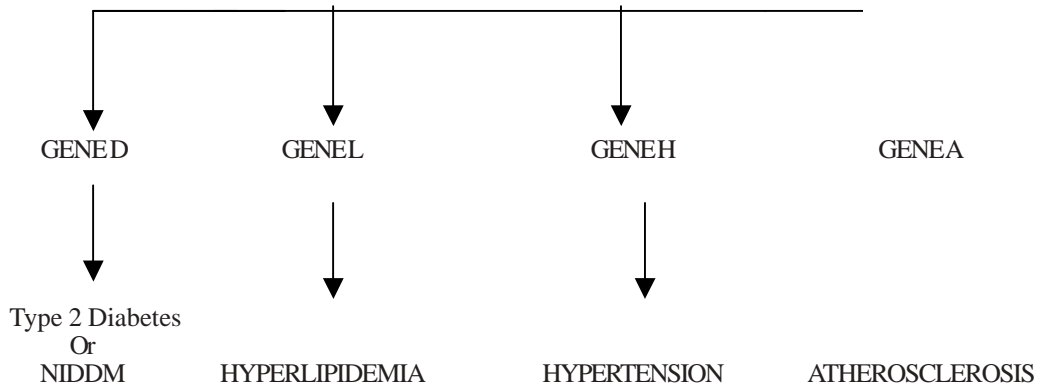 GENE D GENE L GENE H GENE A
Type 2 Diabetes
Or
NIDDM HYPERLIPIDEMIA HYPERTENSION ATHEROSCLEROSIS